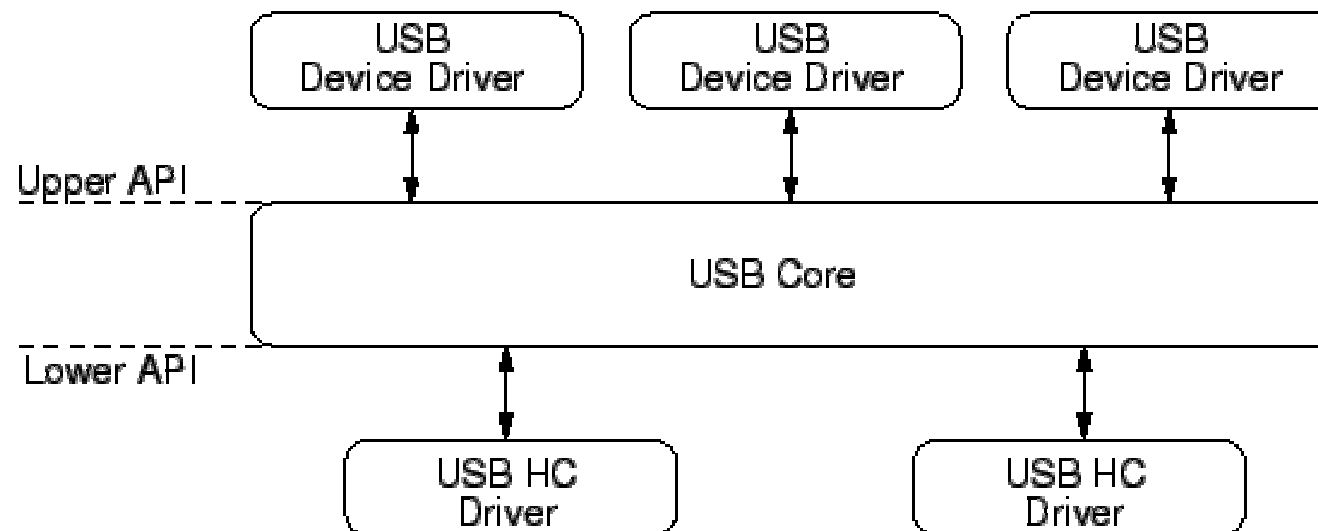 USB
Device Driver
USB
Device Driver
USB
Device Driver
Upper API
USB Core
Lower API
USB HC
Driver
USB HC
Driver